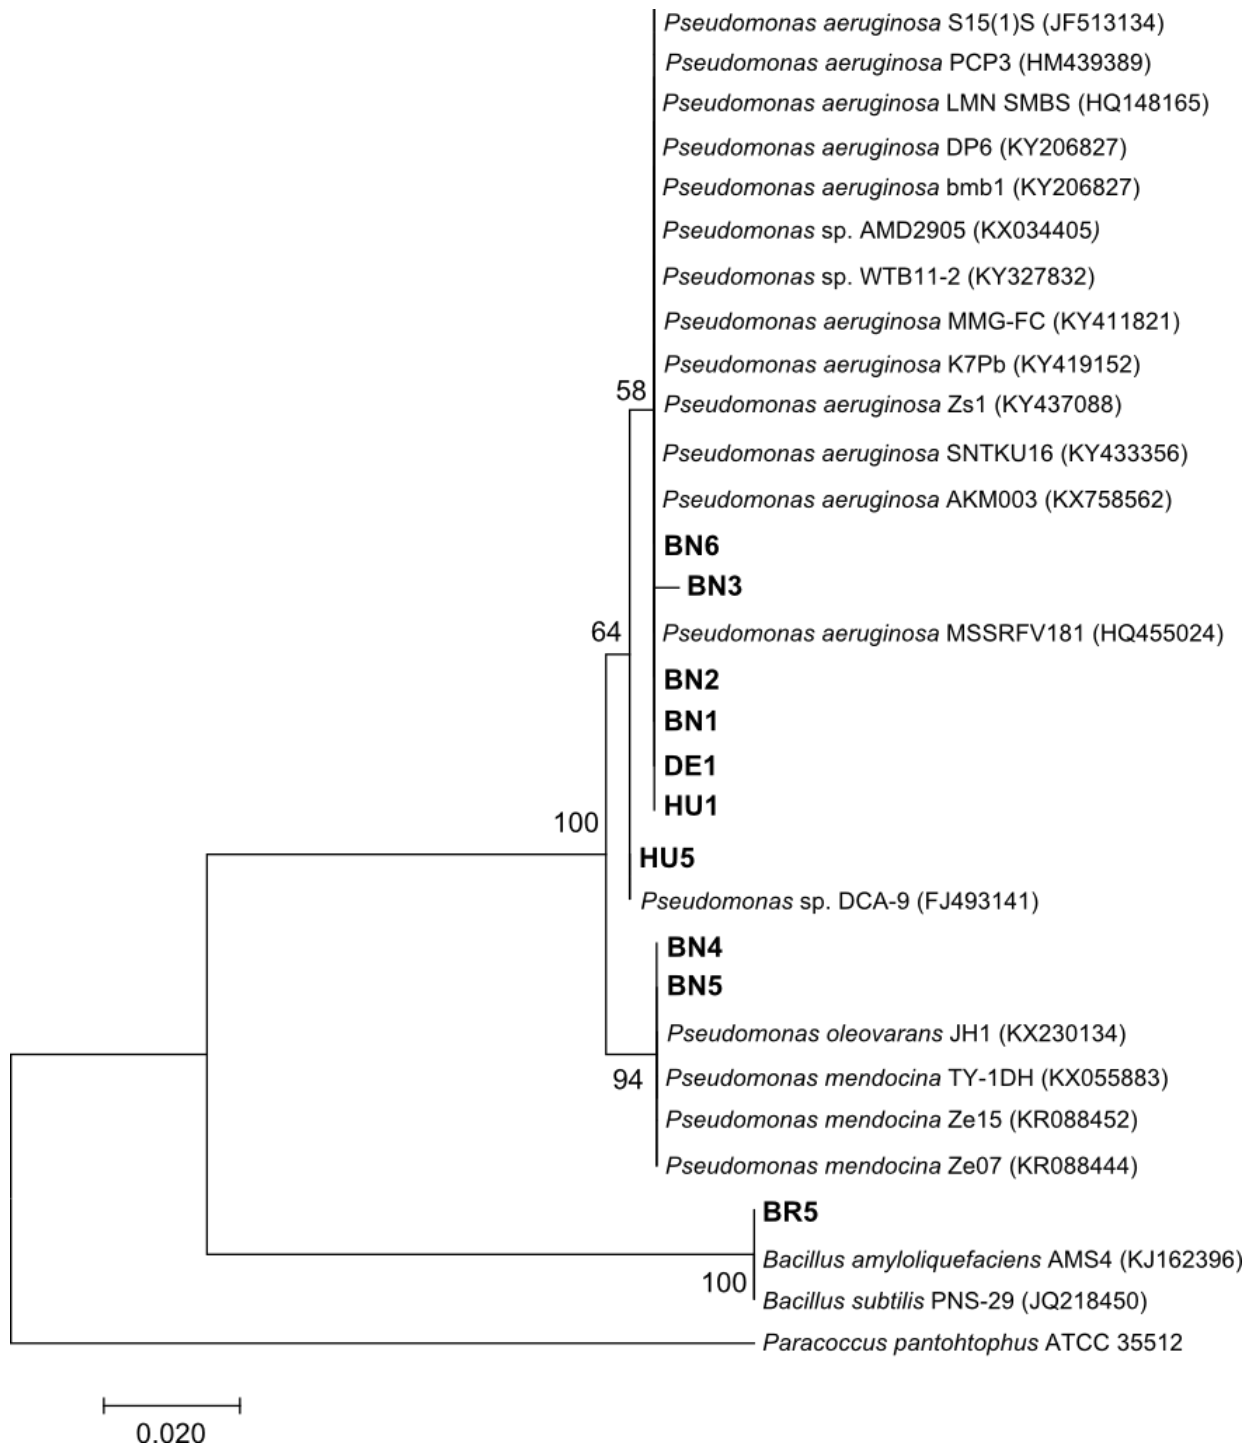 Pseudomonas aeruginosa S15(1)S (JF513134)
Pseudomonas aeruginosa PCP3 (HM439389)
Pseudomonas aeruginosa LMN SMBS (HQ148165)
Pseudomonas aeruginosa DP6 (KY206827)
Pseudomonas aeruginosa bmb1 (KY206827)
Pseudomonas sp. AMD2905 (KX034405)
Pseudomonas sp. WTB11-2 (KY327832)
Pseudomonas aeruginosa MMG-FC (KY411821)
Pseudomonas aeruginosa K7Pb (KY419152)
58
Pseudomonas aeruginosa Zs1 (KY437088)
Pseudomonas aeruginosa SNTKU16 (KY433356)
Pseudomonas aeruginosa AKM003 (KX758562)
BN6
BN3
64
Pseudomonas aeruginosa MSSRFV181 (HQ455024)
BN2
BN1
DE1
HU1
100
HU5
Pseudomonas sp. DCA-9 (FJ493141)
BN4
BN5
Pseudomonas oleovarans JH1 (KX230134)
94
Pseudomonas mendocina TY-1DH (KX055883)
Pseudomonas mendocina Ze15 (KR088452)
Pseudomonas mendocina Ze07 (KR088444)
BR5
Bacillus amyloliquefaciens AMS4 (KJ162396)
100
Bacillus subtilis PNS-29 (JQ218450)
Paracoccus pantohtophus ATCC 35512
0.020